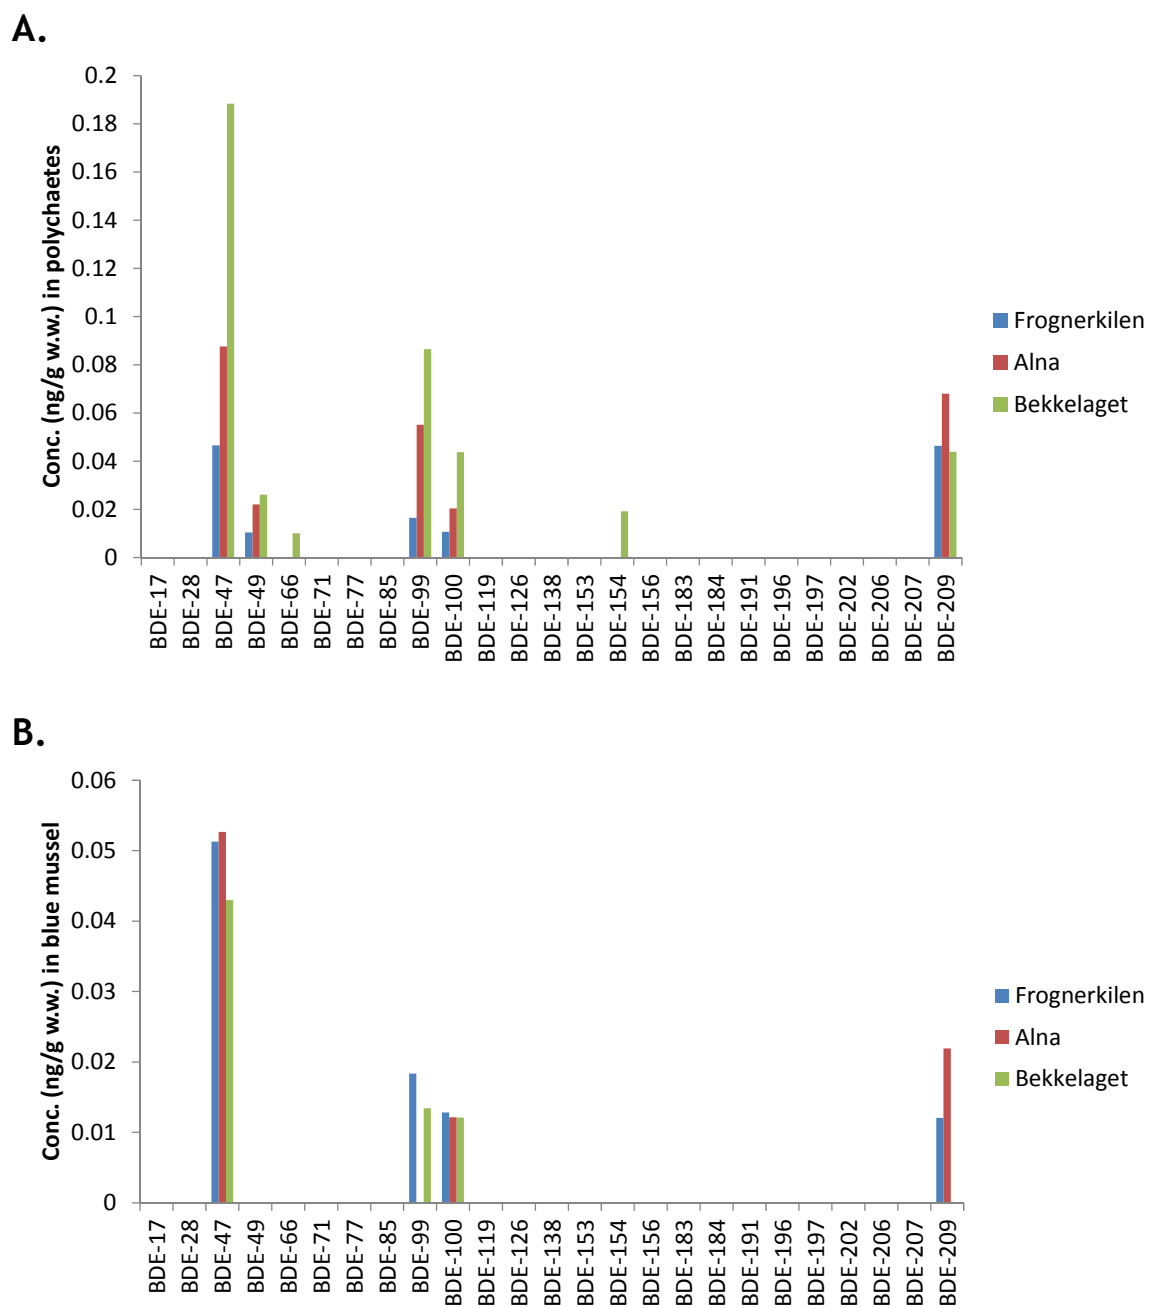 A.
Conc. (ng/g w.w.) in polychaetes
0.2
0.18
0.16
0.14
0.12
0.1
0.08
0.06
0.04
0.02
0
BDE-17
BDE-28
BDE-47
BDE-49
BDE-66
BDE-71
BDE-77
BDE-85
BDE-99
BDE-100
BDE-119
BDE-126
BDE-138
BDE-153
BDE-154
BDE-156
BDE-183
BDE-184
BDE-191
BDE-196
BDE-197
BDE-202
BDE-206
BDE-207
BDE-209
Frognerkilen
Alna
Bekkelaget
B.
Conc. (ng/g w.w.) in blue mussel
0.06
0.05
0.04
0.03
0.02
0.01
0
BDE-17
BDE-28
BDE-47
BDE-49
BDE-66
BDE-71
BDE-77
BDE-85
BDE-99
BDE-100
BDE-119
BDE-126
BDE-138
BDE-153
BDE-154
BDE-156
BDE-183
BDE-184
BDE-191
BDE-196
BDE-197
BDE-202
BDE-206
BDE-207
BDE-209
Frognerkilen
Alna
Bekkelaget